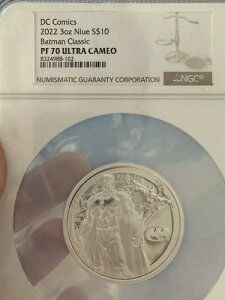 DC Comics
2022 3oz Niue S$10
Batman Classic
PF 70 ULTRA CAMEO
8324988-102
NUMISMATIC GUARANTY CORPORATION
NGC